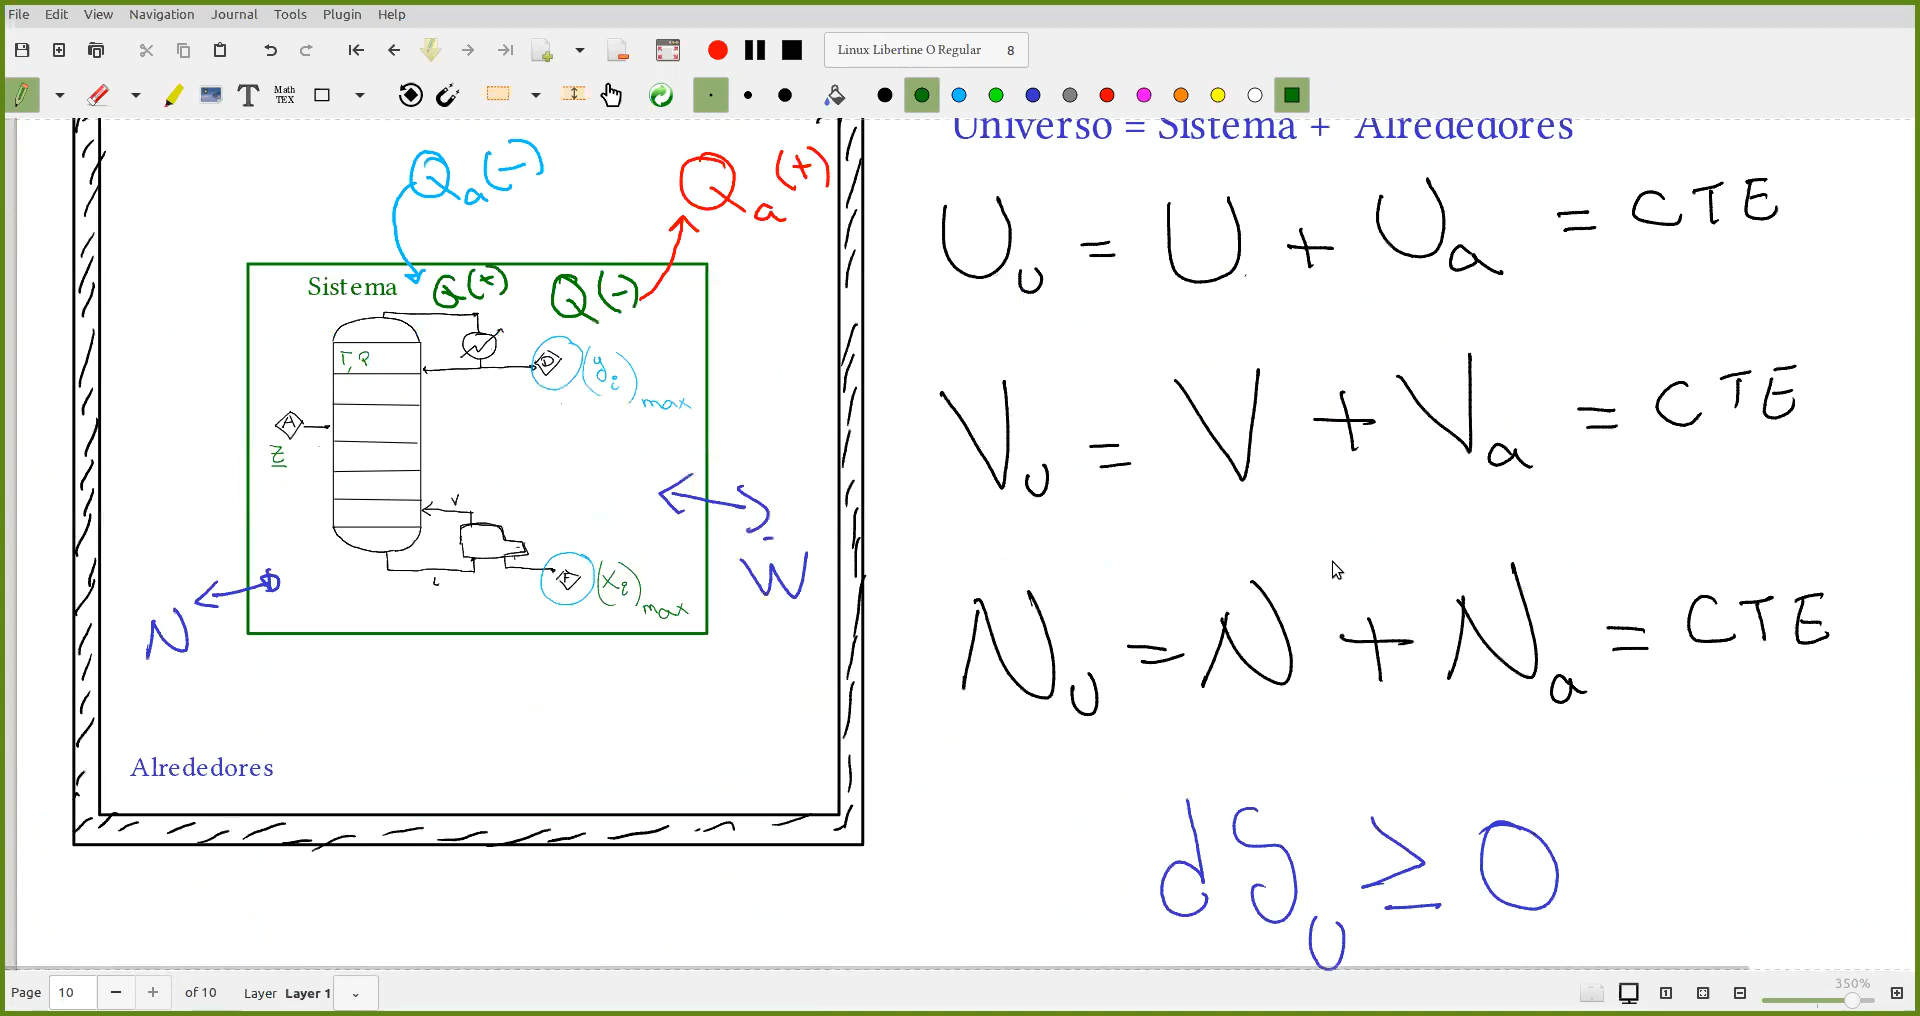 File Edit View Navigation Journal Tools Plugin Help
Linux Libertine O Regular 8
T
Math
TEX
Universo = Sistema + Alrededores
Qa (-)
Qa (+)
Sistema
Q(+)
Q(-)
T, P
D
(yi)max
A
z
V
L
F
(xi)max
N
W
Alrededores
Uu = U + Ua = CTE
Vu = V + Va = CTE
Nu = N + Na = CTE
dSu ≥ 0
Page 10 of 10 Layer Layer 1
350%